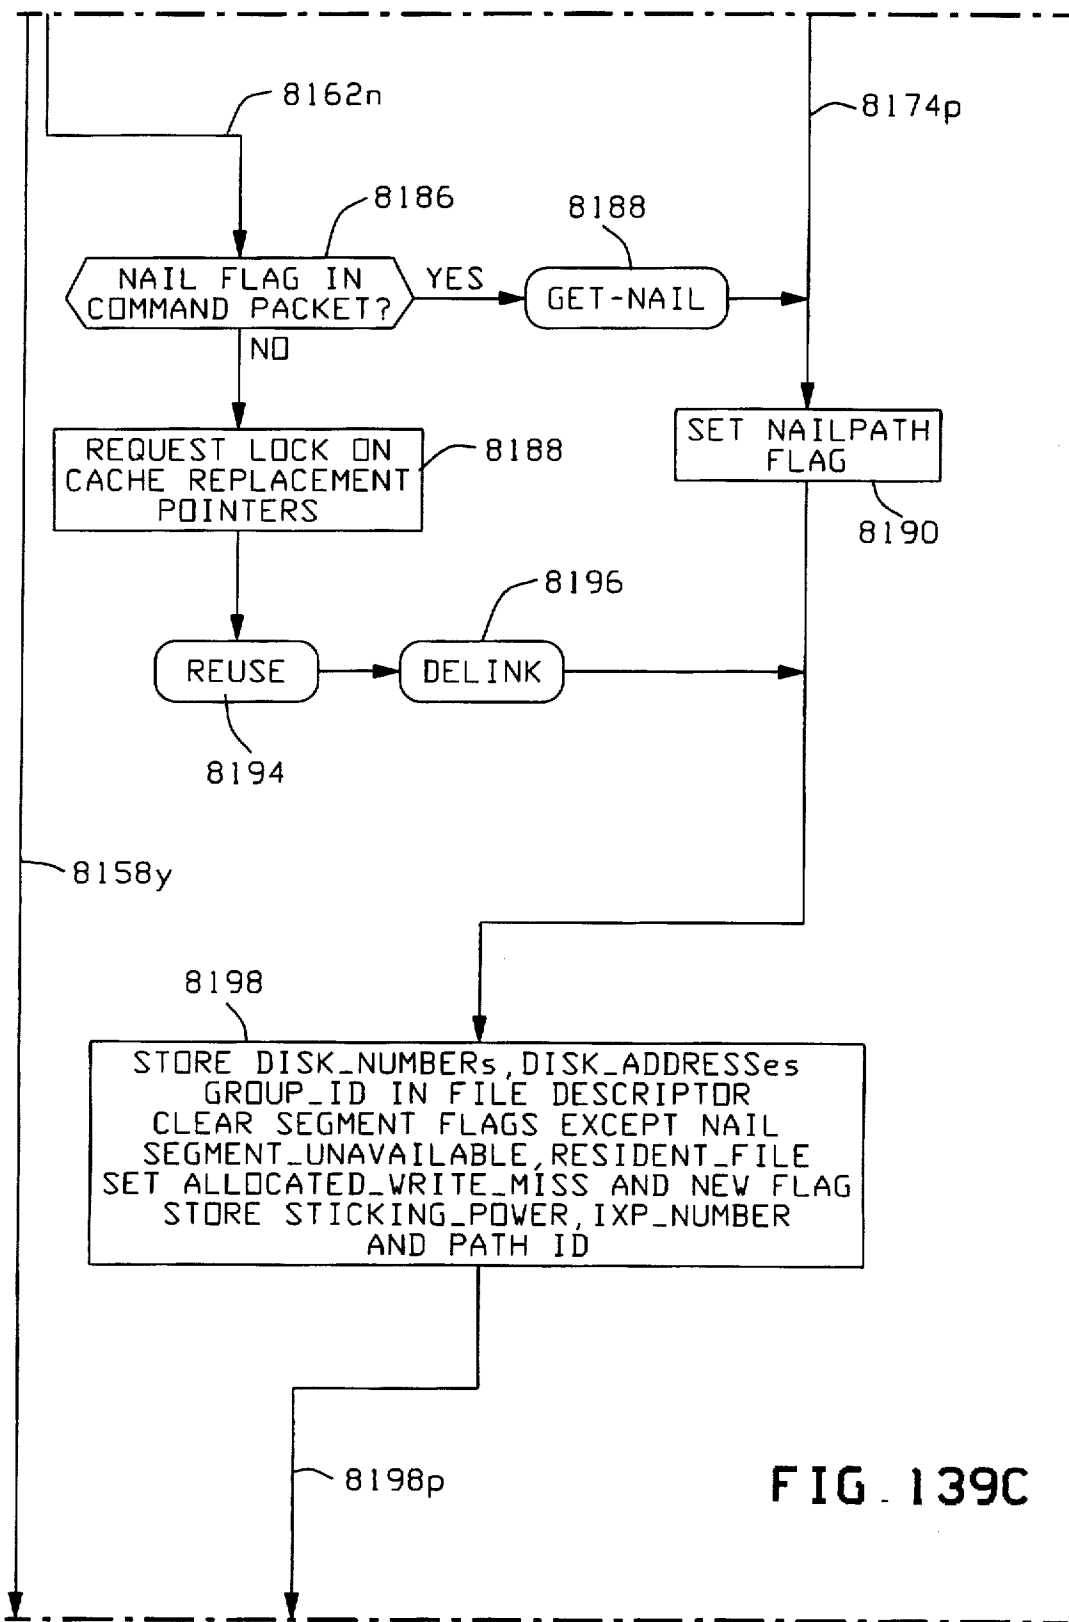 8162n
8174p
8186
8188
NAIL FLAG IN
COMMAND PACKET?
YES
GET-NAIL
NO
REQUEST LOCK ON
CACHE REPLACEMENT
POINTERS
8188
SET NAILPATH
FLAG
8190
8196
REUSE
DELINK
8194
8158y
8198
STORE DISK_NUMBERs,DISK_ADDRESSes
GROUP_ID IN FILE DESCRIPTOR
CLEAR SEGMENT FLAGS EXCEPT NAIL
SEGMENT_UNAVAILABLE,RESIDENT_FILE
SET ALLOCATED_WRITE_MISS AND NEW FLAG
STORE STICKING_POWER,IXP_NUMBER
AND PATH ID
8198p
FIG. 139C